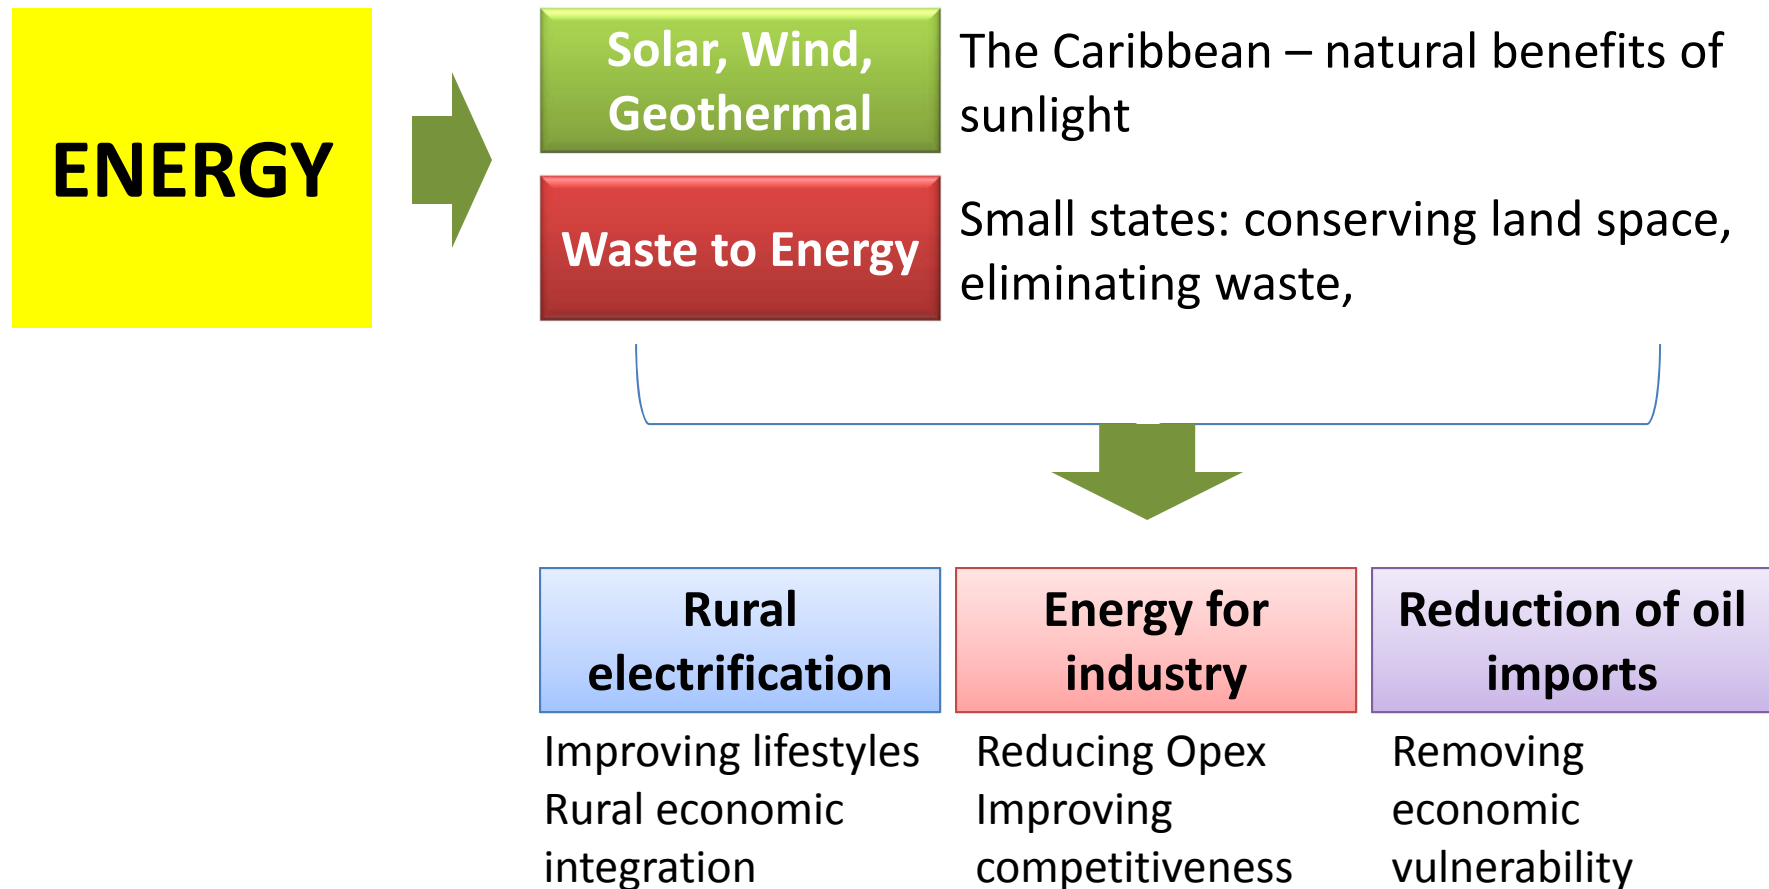 ENERGY
Solar, Wind,
Geothermal
The Caribbean – natural benefits of
sunlight
Waste to Energy
Small states: conserving land space,
eliminating waste,
Rural
electrification
Improving lifestyles
Rural economic
integration
Energy for
industry
Reducing Opex
Improving
competitiveness
Reduction of oil
imports
Removing
economic
vulnerability